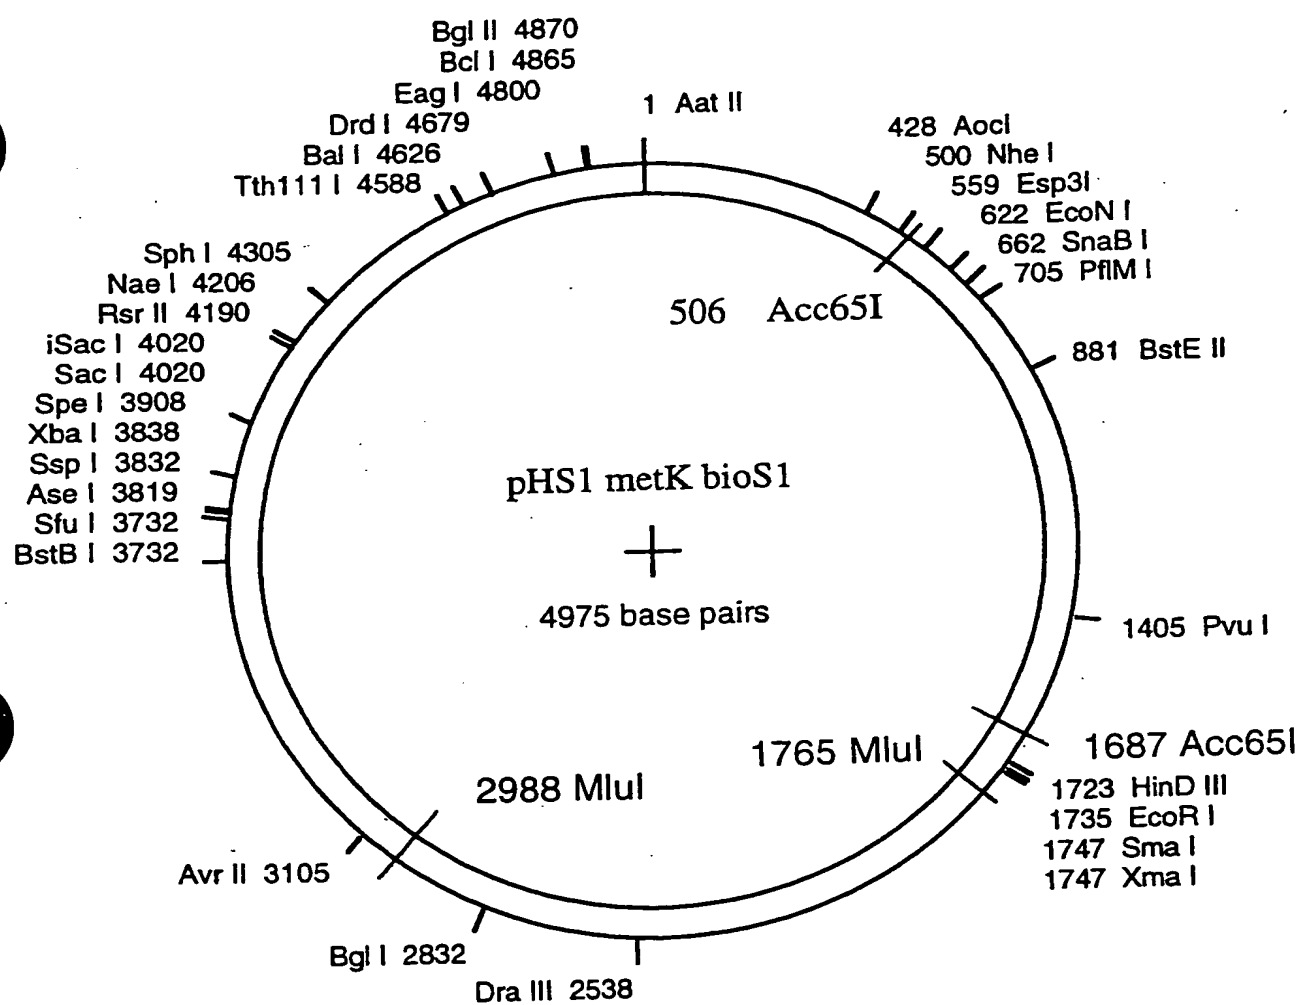 Bgl II 4870
Bcl I 4865
Eag I 4800
Drd I 4679
Bal I 4626
Tth111 I 4588
1 Aat II
428 AocI
500 Nhe I
559 Esp3I
622 EcoN I
662 SnaB I
705 PflM I
506 Acc65I
881 BstE II
Sph I 4305
Nae I 4206
Rsr II 4190
iSac I 4020
Sac I 4020
Spe I 3908
Xba I 3838
Ssp I 3832
Ase I 3819
Sfu I 3732
BstB I 3732
pHS1 metK bioS1
4975 base pairs
1405 Pvu I
1687 Acc65I
1765 MluI
1723 HinD III
1735 EcoR I
1747 Sma I
1747 Xma I
2988 MluI
Avr II 3105
Bgl I 2832
Dra III 2538